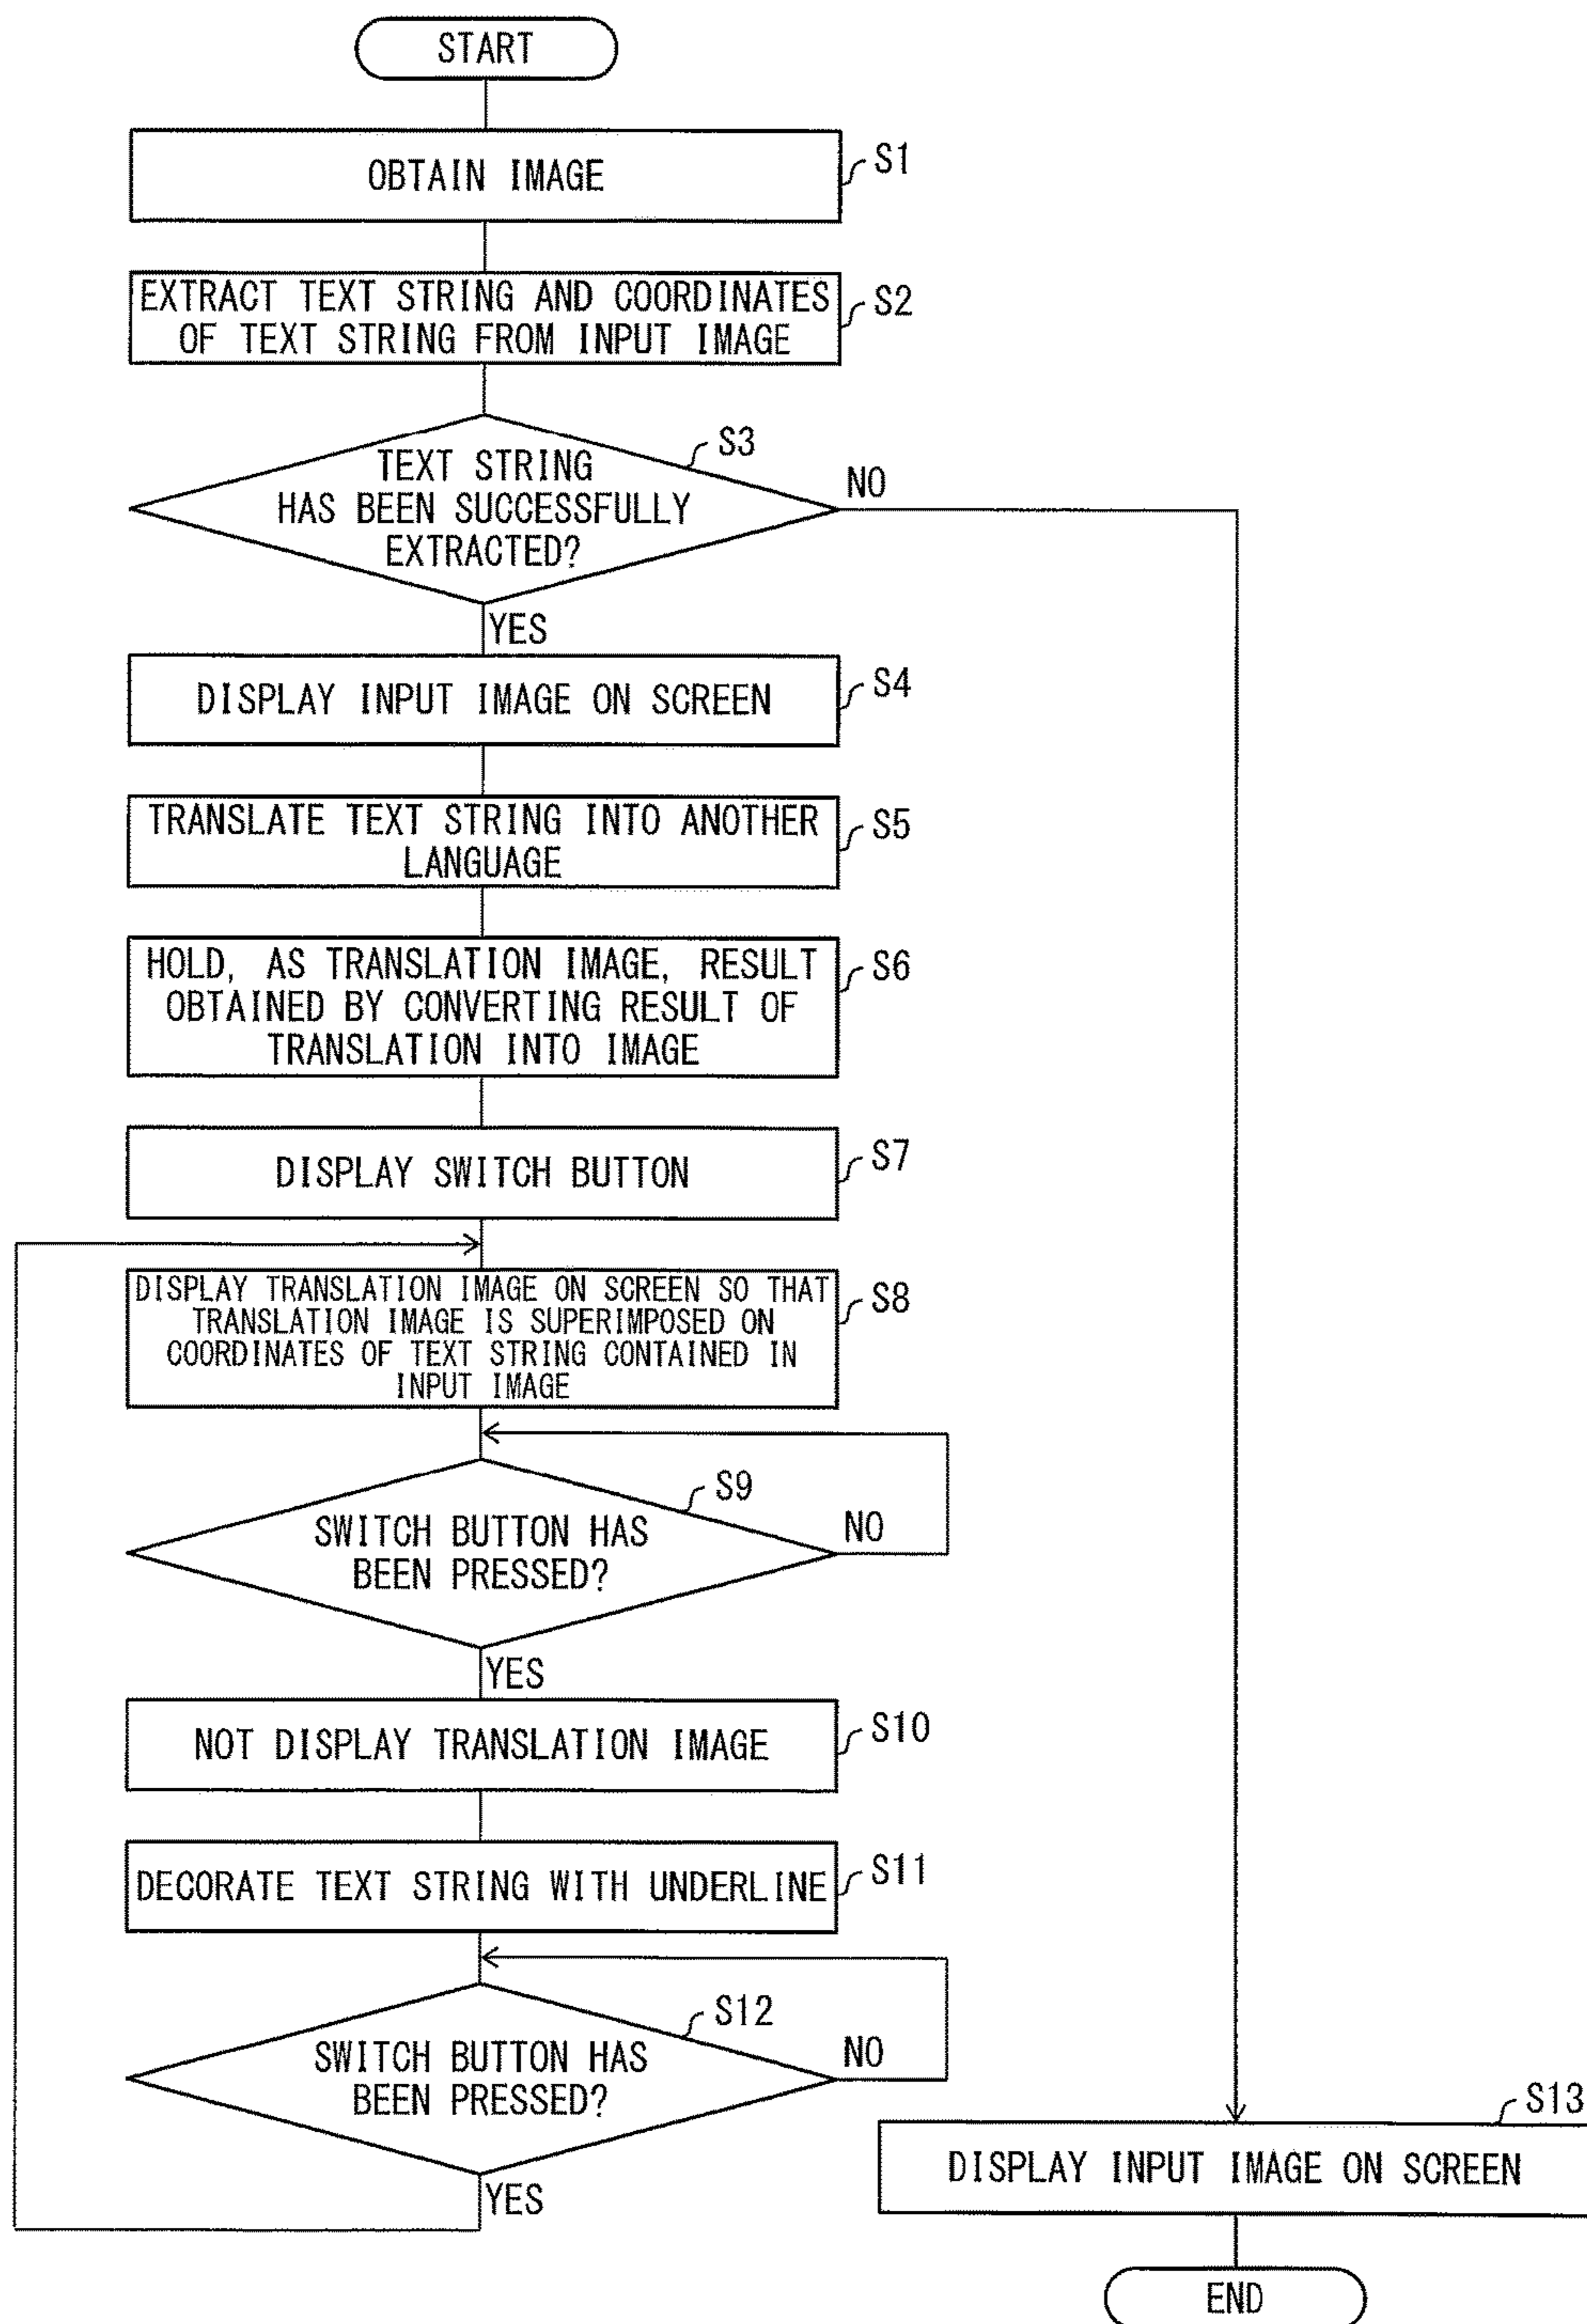 START
OBTAIN IMAGE
S1
EXTRACT TEXT STRING AND COORDINATES
OF TEXT STRING FROM INPUT IMAGE
S2
S3
TEXT STRING
HAS BEEN SUCCESSFULLY
EXTRACTED?
NO
YES
DISPLAY INPUT IMAGE ON SCREEN
S4
TRANSLATE TEXT STRING INTO ANOTHER
LANGUAGE
S5
HOLD, AS TRANSLATION IMAGE, RESULT
OBTAINED BY CONVERTING RESULT OF
TRANSLATION INTO IMAGE
S6
DISPLAY SWITCH BUTTON
S7
DISPLAY TRANSLATION IMAGE ON SCREEN SO THAT
TRANSLATION IMAGE IS SUPERIMPOSED ON
COORDINATES OF TEXT STRING CONTAINED IN
INPUT IMAGE
S8
S9
SWITCH BUTTON HAS
BEEN PRESSED?
NO
YES
NOT DISPLAY TRANSLATION IMAGE
S10
DECORATE TEXT STRING WITH UNDERLINE
S11
S12
SWITCH BUTTON HAS
BEEN PRESSED?
NO
YES
S13
DISPLAY INPUT IMAGE ON SCREEN
END